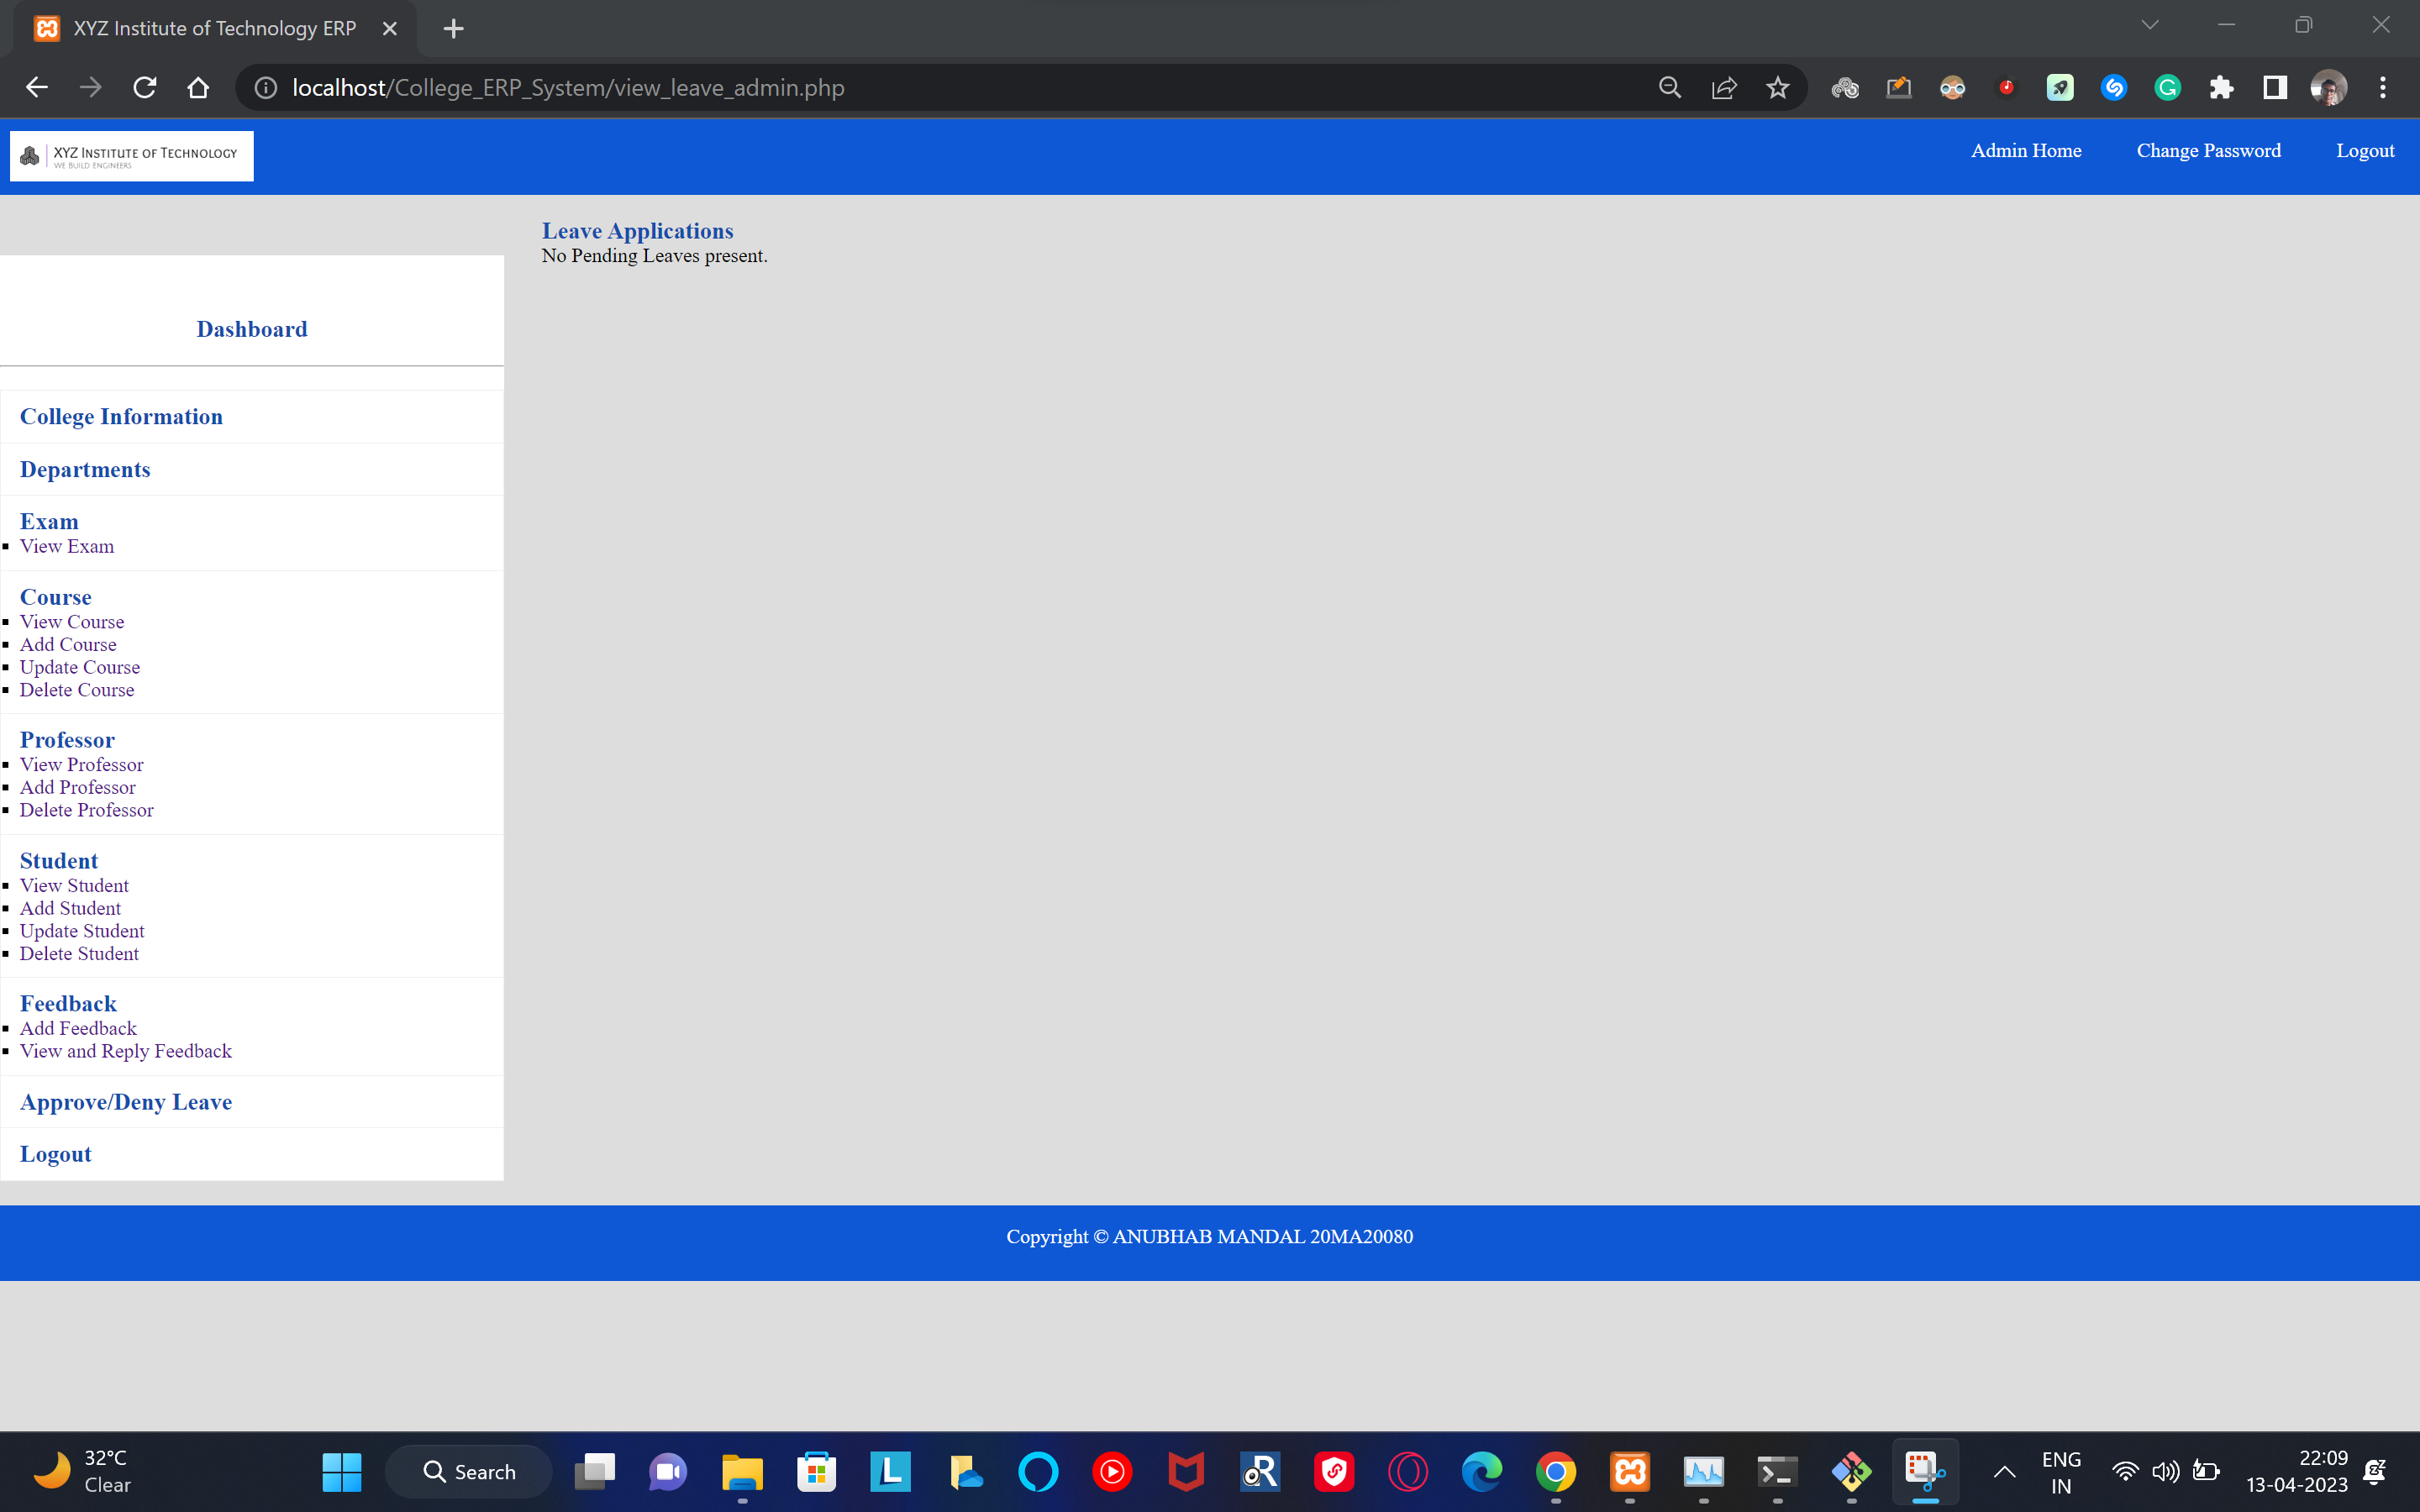 XYZ Institute of Technology ERP
localhost/College_ERP_System/view_leave_admin.php
XYZ INSTITUTE OF TECHNOLOGY
WE BUILD ENGINEERS
Admin Home
Change Password
Logout
Leave Applications
No Pending Leaves present.
Dashboard
College Information
Departments
Exam
View Exam
Course
View Course
Add Course
Update Course
Delete Course
Professor
View Professor
Add Professor
Delete Professor
Student
View Student
Add Student
Update Student
Delete Student
Feedback
Add Feedback
View and Reply Feedback
Approve/Deny Leave
Logout
Copyright © ANUBHAB MANDAL 20MA20080
32°C
Clear
Search
ENG
IN
22:09
13-04-2023